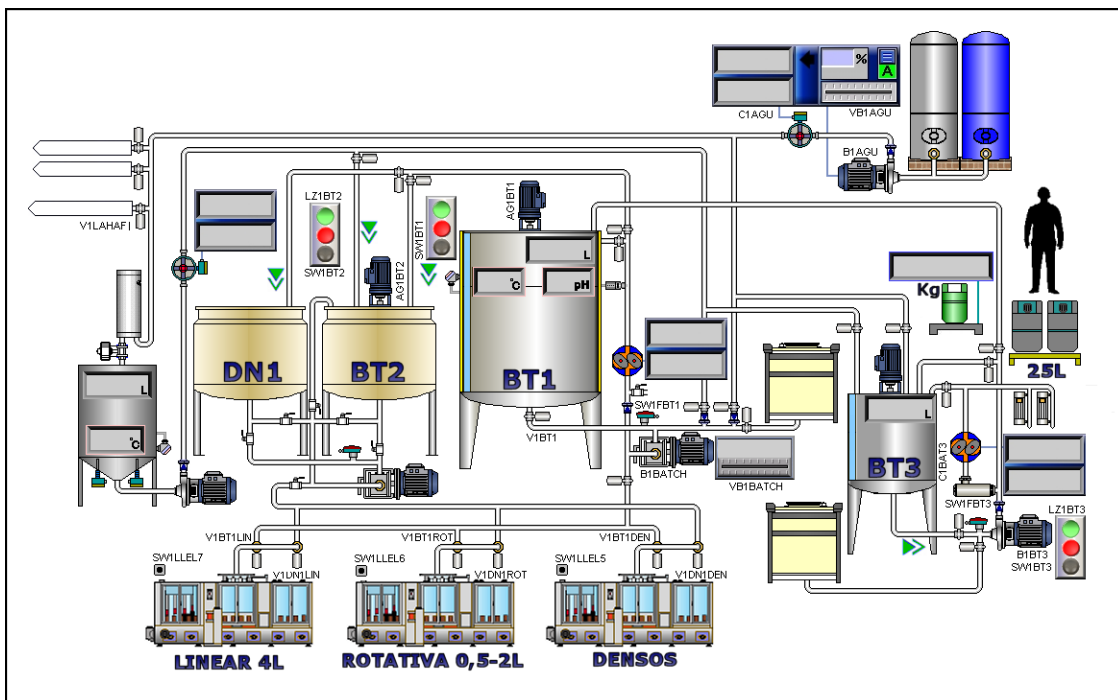 %
A
C1AGU
VB1AGU
B1AGU
V1LAHAFI
LZ1BT2
SW1BT2
SW1BT1
AG1BT1
AG1BT2
L
°C
pH
Kg
25L
DN1
BT2
BT1
L
°C
SW1FBT1
V1BT1
B1BATCH
VB1BATCH
L
BT3
C1BAT3
SW1FBT3
LZ1BT3
B1BT3
SW1BT3
V1BT1LIN
V1BT1ROT
V1BT1DEN
SW1LLEL7
SW1LLEL6
SW1LLEL5
V1DN1LIN
V1DN1ROT
V1DN1DEN
LINEAR 4L
ROTATIVA 0,5-2L
DENSOS